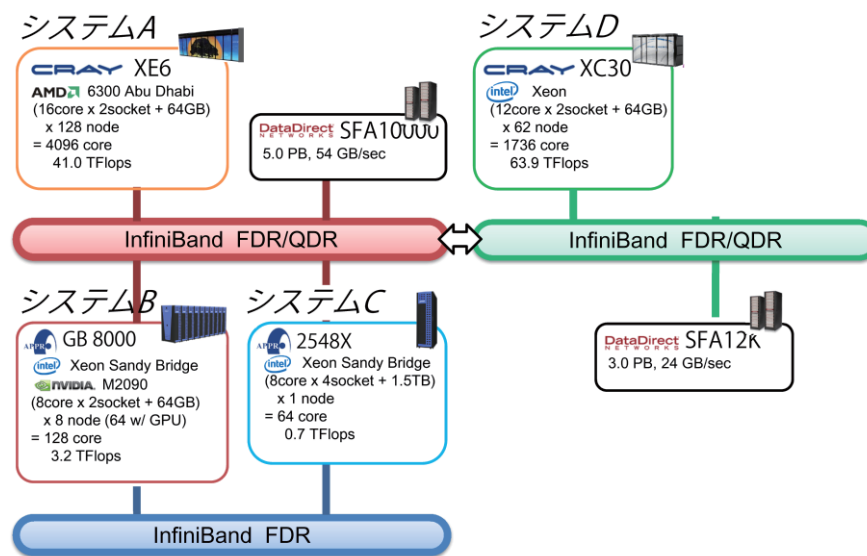 システムA
CRAY XE6
AMD 6300 Abu Dhabi
(16core x 2socket + 64GB)
x 128 node
= 4096 core
41.0 TFlops
DataDirect NETWORKS SFA10000
5.0 PB, 54 GB/sec
システムD
CRAY XC30
intel Xeon
(12core x 2socket + 64GB)
x 62 node
= 1736 core
63.9 TFlops
InfiniBand FDR/QDR
InfiniBand FDR/QDR
システムB
APPRO GB 8000
intel Xeon Sandy Bridge
NVIDIA. M2090
(8core x 2socket + 64GB)
x 8 node (64 w/ GPU)
= 128 core
3.2 TFlops
システムC
APPRO 2548X
intel Xeon Sandy Bridge
(8core x 4socket + 1.5TB)
x 1 node
= 64 core
0.7 TFlops
DataDirect NETWORKS SFA12K
3.0 PB, 24 GB/sec
InfiniBand FDR